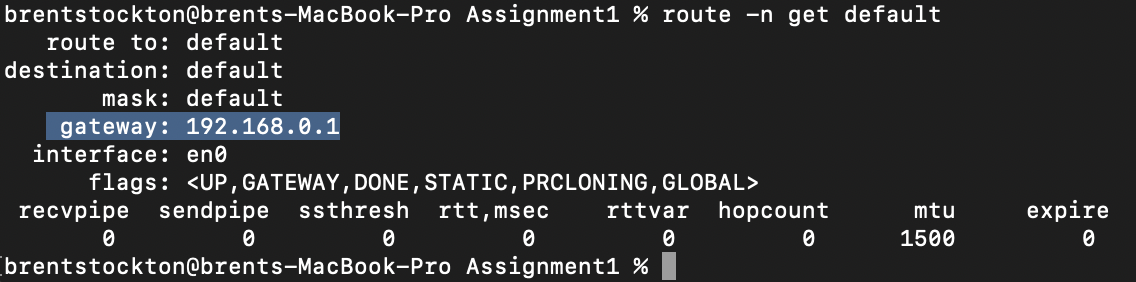 brentstockton@brents-MacBook-Pro Assignment1 % route -n get default
route to: default
destination: default
mask: default
gateway: 192.168.0.1
interface: en0
flags: <UP,GATEWAY,DONE,STATIC,PRCLONING,GLOBAL>
recvpipe sendpipe ssthresh rtt,msec rttvar hopcount mtu expire
0 0 0 0 0 0 1500 0
brentstockton@brents-MacBook-Pro Assignment1 %